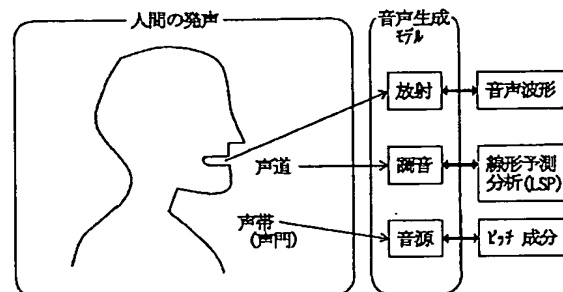 人間の発声
音声生成
モデル
放射
音声波形
声道
調音
線形予測
分析(LSP)
声帯
(声門)
音源
ピッチ 成分